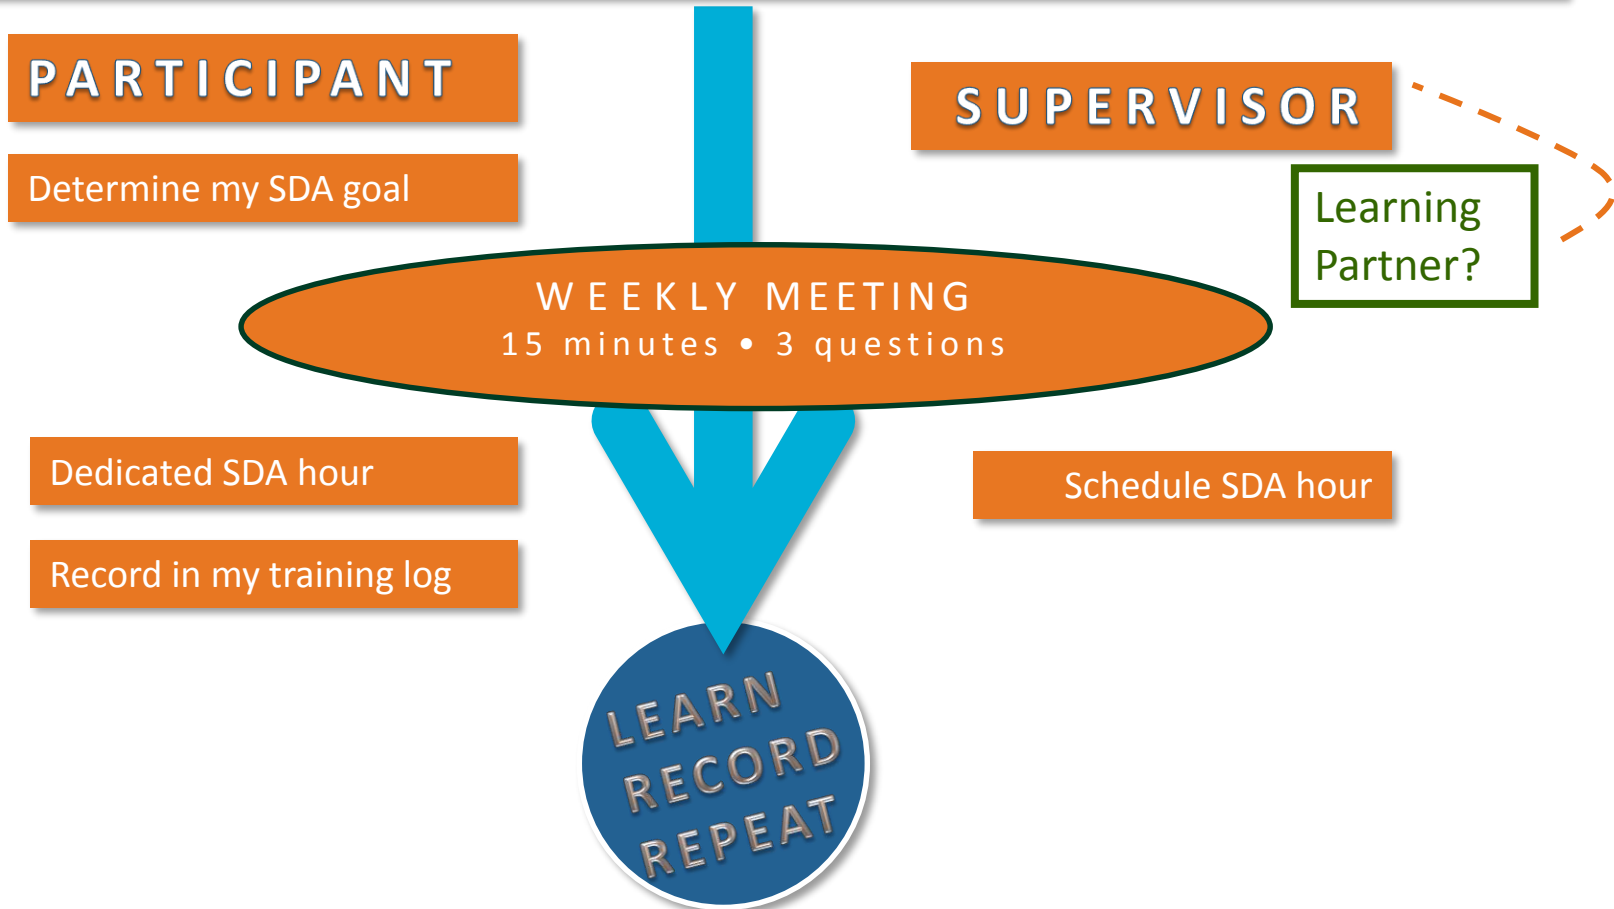 PARTICIPANT
SUPERVISOR
Determine my SDA goal
Learning
Partner?
WEEKLY MEETING
15 minutes • 3 questions
Dedicated SDA hour
Schedule SDA hour
Record in my training log
LEARN
RECORD
REPEAT